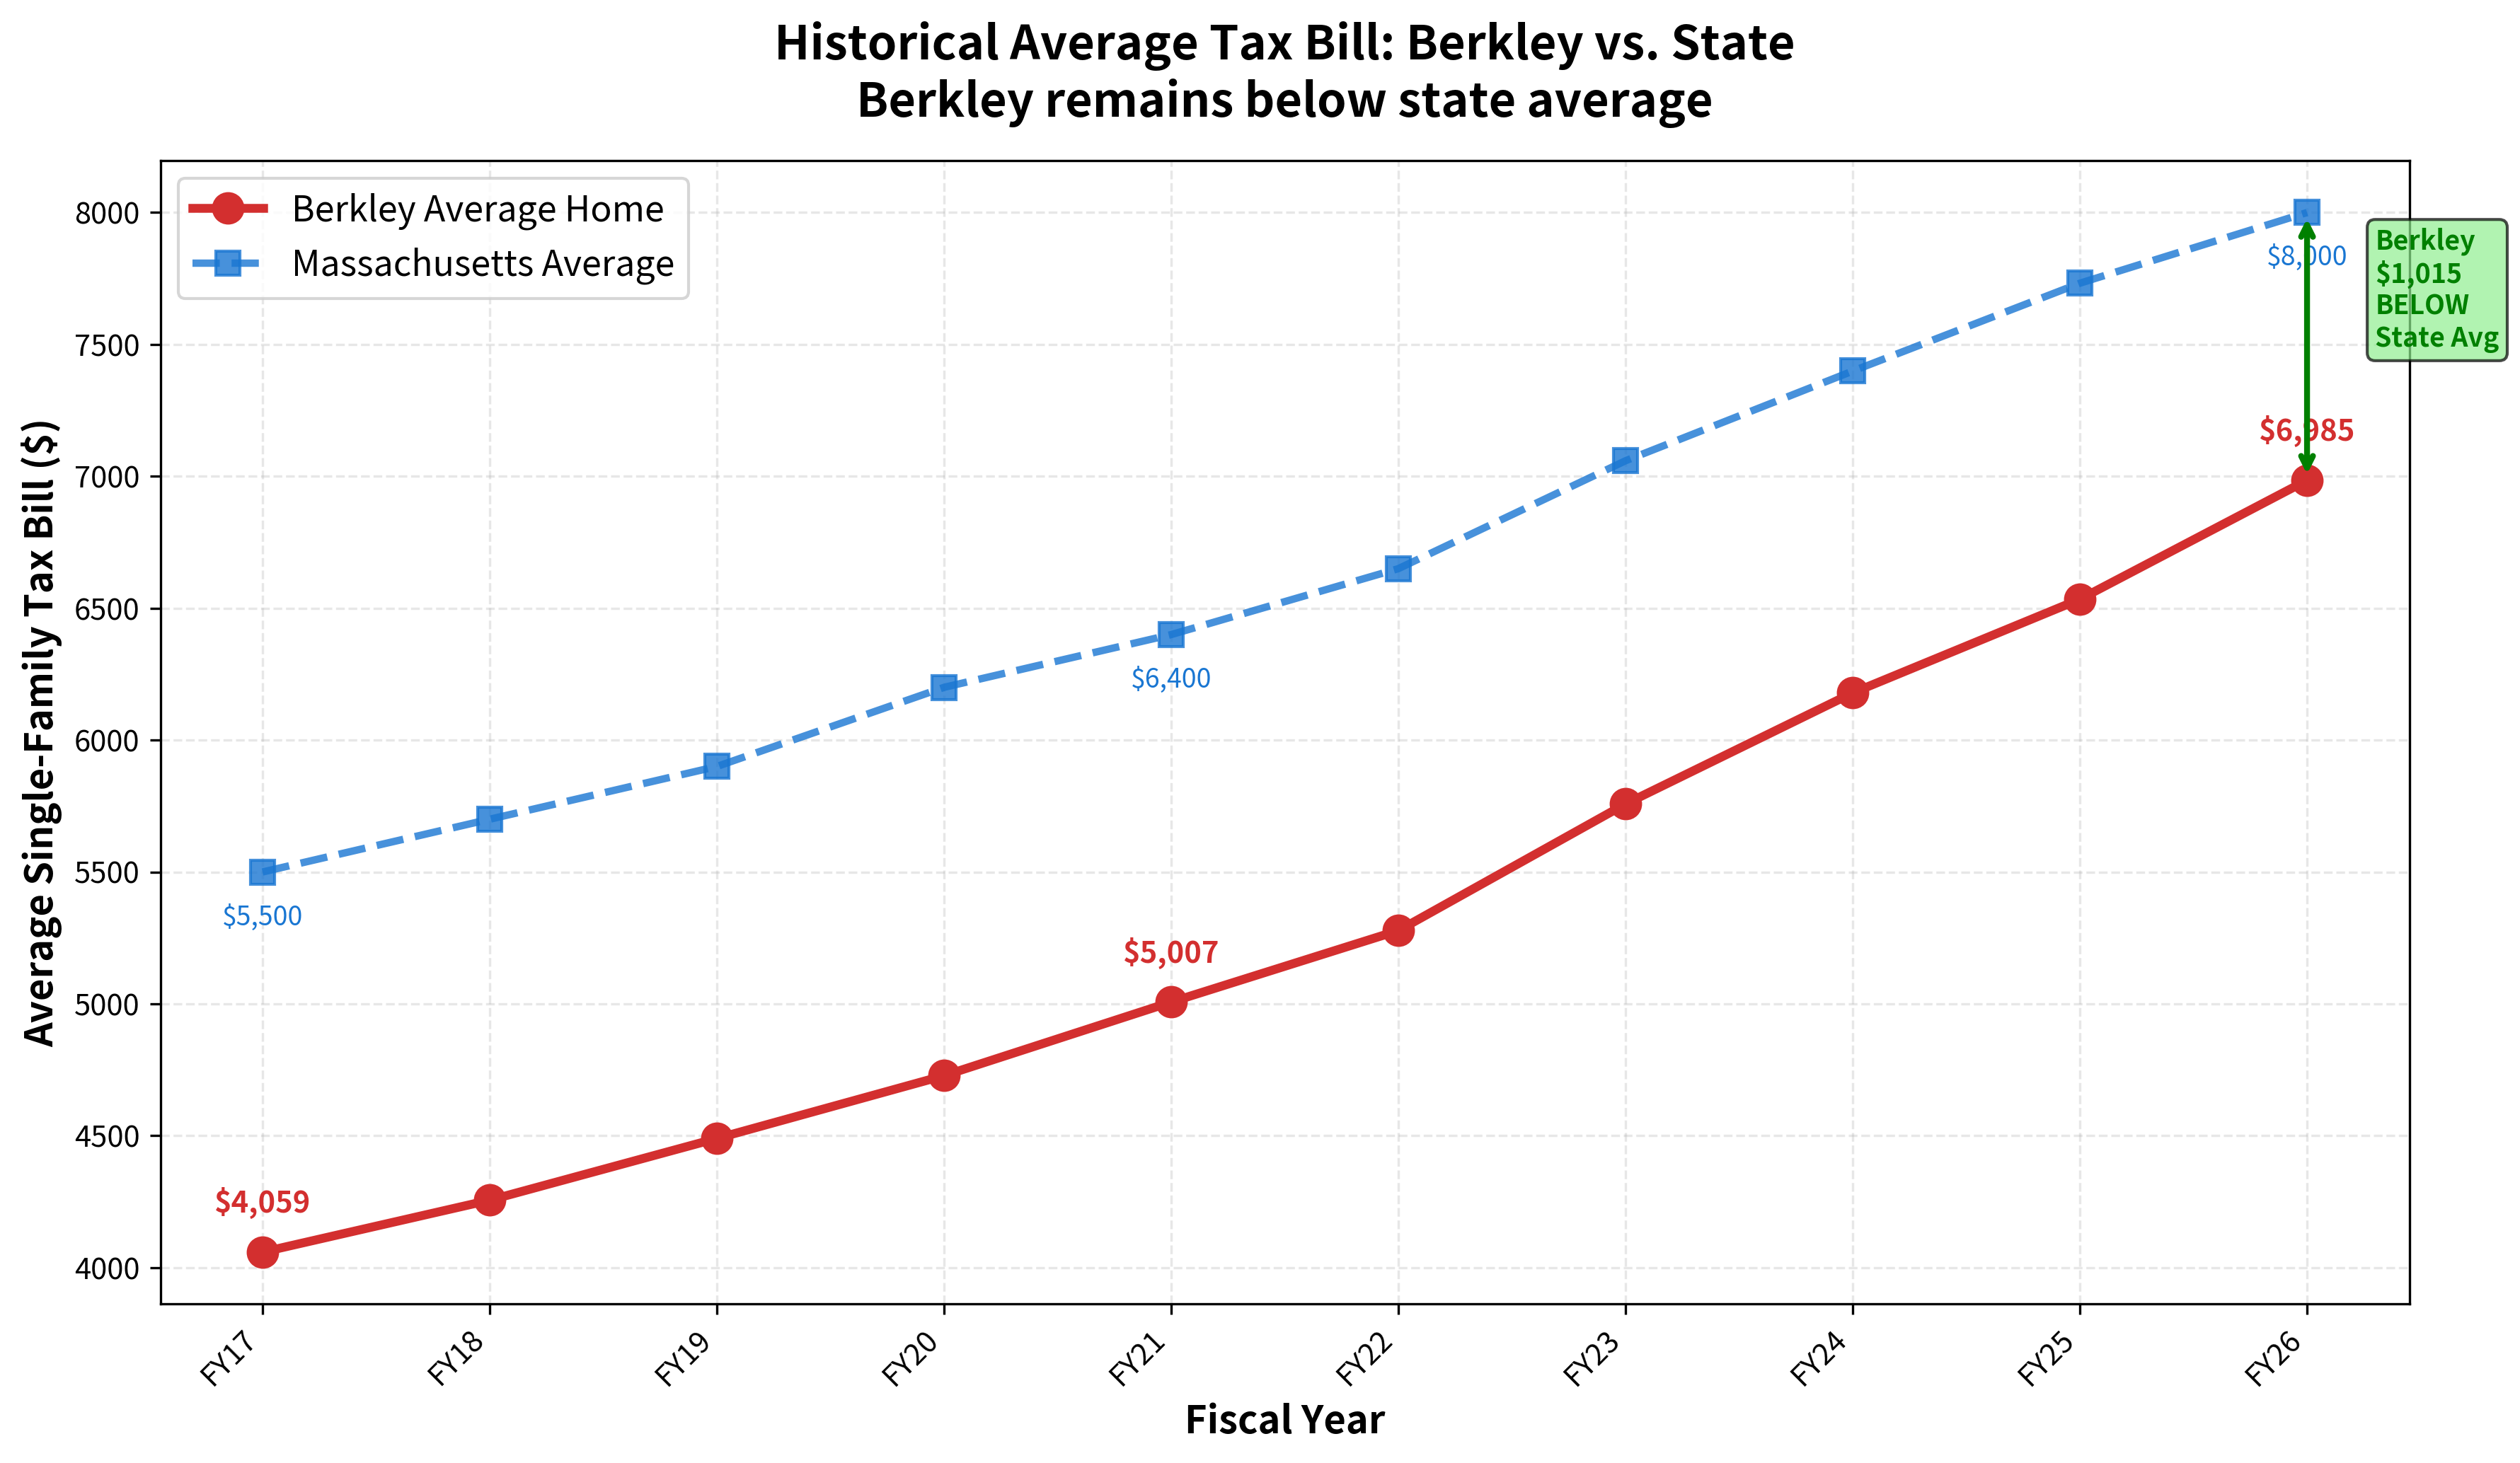 Historical Average Tax Bill: Berkley vs. State
Berkley remains below state average
Berkley Average Home
Massachusetts Average
Average Single-Family Tax Bill ($)
8000
7500
7000
6500
6000
5500
5000
4500
4000
$8,000
Berkley
$1,015
BELOW
State Avg
$6,985
$6,400
$5,500
$5,007
$4,059
FY17
FY18
FY19
FY20
FY21
FY22
FY23
FY24
FY25
FY26
Fiscal Year